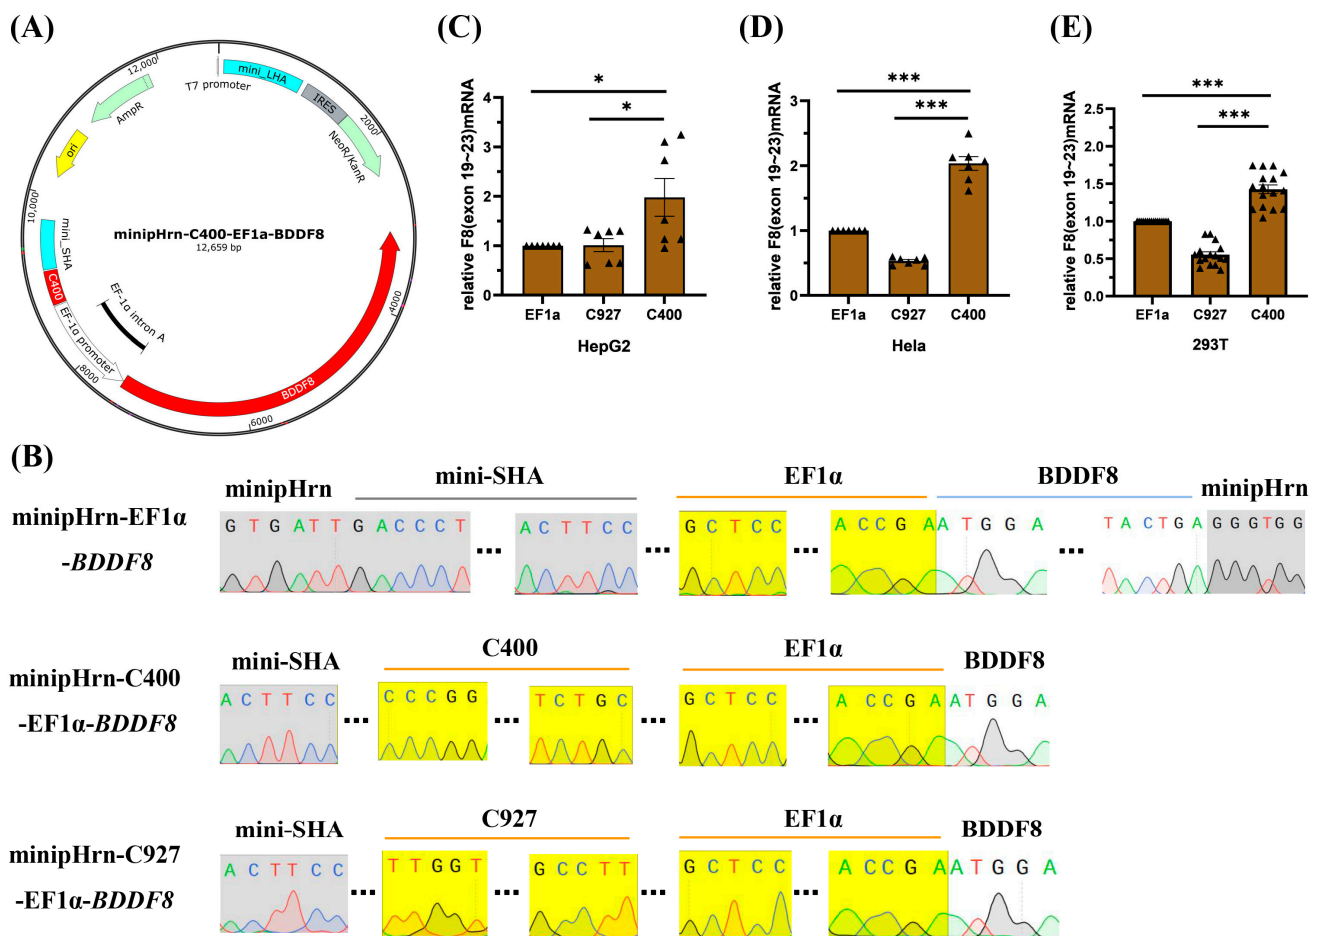 (A)
12,000
T7 promoter
mini_LHA
IRES
2000
NeoR/KanR
AmpR
ori
10,000
mini_SHA
C400
EF-1α promoter
EF-1α intron A
8000
BDDF8
6000
4000
minipHrn-C400-EF1a-BDDF8
12,659 bp
(C)
relative F8(exon 19~23)mRNA
4
3
2
1
0
*
*
EF1a C927 C400
HepG2
(D)
relative F8(exon 19~23)mRNA
3
2
1
0
***
***
EF1a C927 C400
Hela
(E)
relative F8(exon 19~23)mRNA
2.5
2.0
1.5
1.0
0.5
0.0
***
***
EF1a C927 C400
293T
(B)
minipHrn mini-SHA EF1α BDDF8 minipHrn
minipHrn-EF1α
-BDDF8
G T G A T T G A C C C T ... A C T T C C ... G C T C C ... A C C G A A T G G A ... T A C T G A G G G T G G
mini-SHA C400 EF1α BDDF8
minipHrn-C400
-EF1α-BDDF8
A C T T C C ... C C C G G ... T C T G C ... G C T C C ... A C C G A A T G G A
mini-SHA C927 EF1α BDDF8
minipHrn-C927
-EF1α-BDDF8
A C T T C C ... T T G G T ... G C C T T ... G C T C C ... A C C G A A T G G A